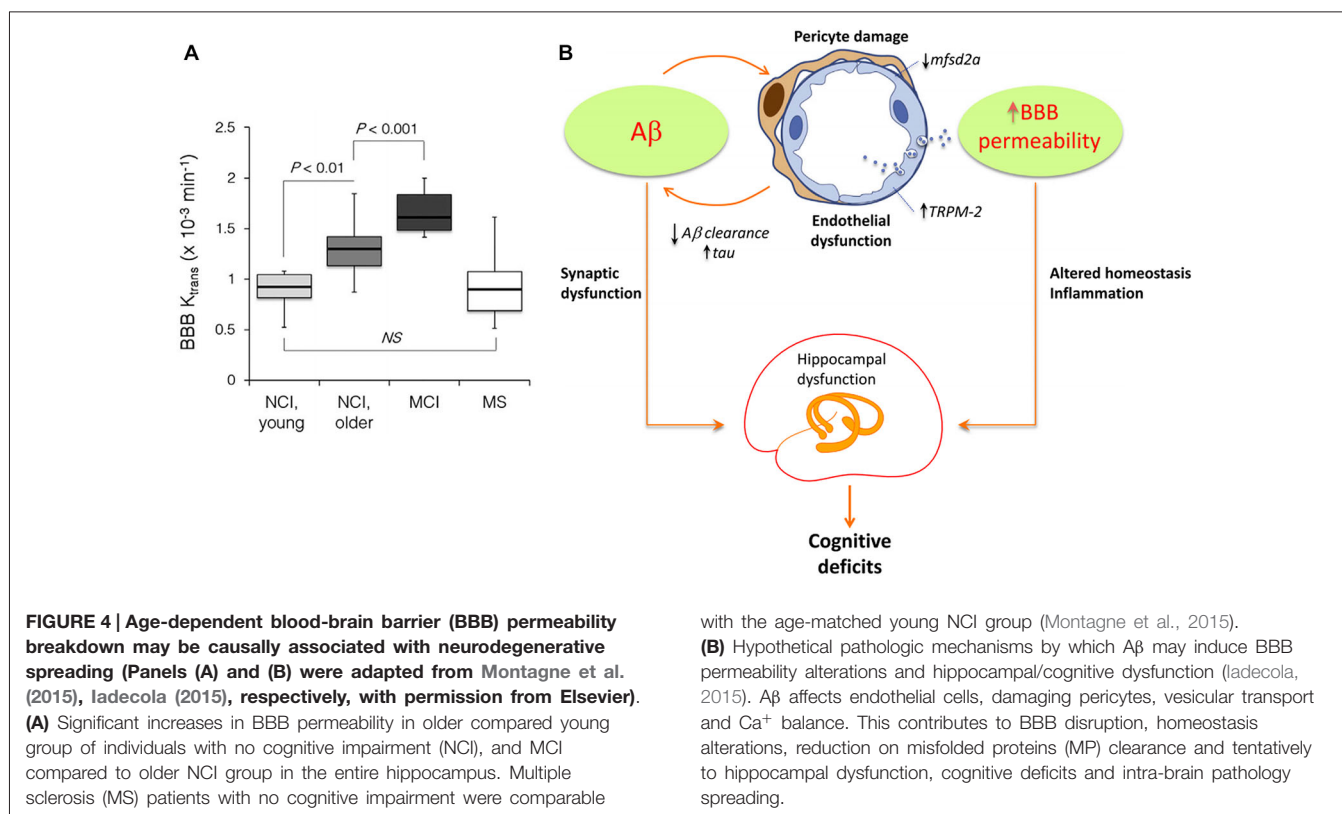 A
BBB K_trans (x 10⁻³ min⁻¹)
2.5
2
1.5
1
0.5
0
P < 0.01
P < 0.001
NS
NCI,
young
NCI,
older
MCI
MS
B
Pericyte damage
↓mfsd2a
Aβ
↑BBB
permeability
↑TRPM-2
Endothelial
dysfunction
↓Aβ clearance
↑tau
Synaptic
dysfunction
Altered homeostasis
Inflammation
Hippocampal
dysfunction
Cognitive
deficits
FIGURE 4 | Age-dependent blood-brain barrier (BBB) permeability
breakdown may be causally associated with neurodegenerative
spreading (Panels (A) and (B) were adapted from Montagne et al.
(2015), Iadecola (2015), respectively, with permission from Elsevier).
(A) Significant increases in BBB permeability in older compared young
group of individuals with no cognitive impairment (NCI), and MCI
compared to older NCI group in the entire hippocampus. Multiple
sclerosis (MS) patients with no cognitive impairment were comparable
with the age-matched young NCI group (Montagne et al., 2015).
(B) Hypothetical pathologic mechanisms by which Aβ may induce BBB
permeability alterations and hippocampal/cognitive dysfunction (Iadecola,
2015). Aβ affects endothelial cells, damaging pericytes, vesicular transport
and Ca⁺ balance. This contributes to BBB disruption, homeostasis
alterations, reduction on misfolded proteins (MP) clearance and tentatively
to hippocampal dysfunction, cognitive deficits and intra-brain pathology
spreading.